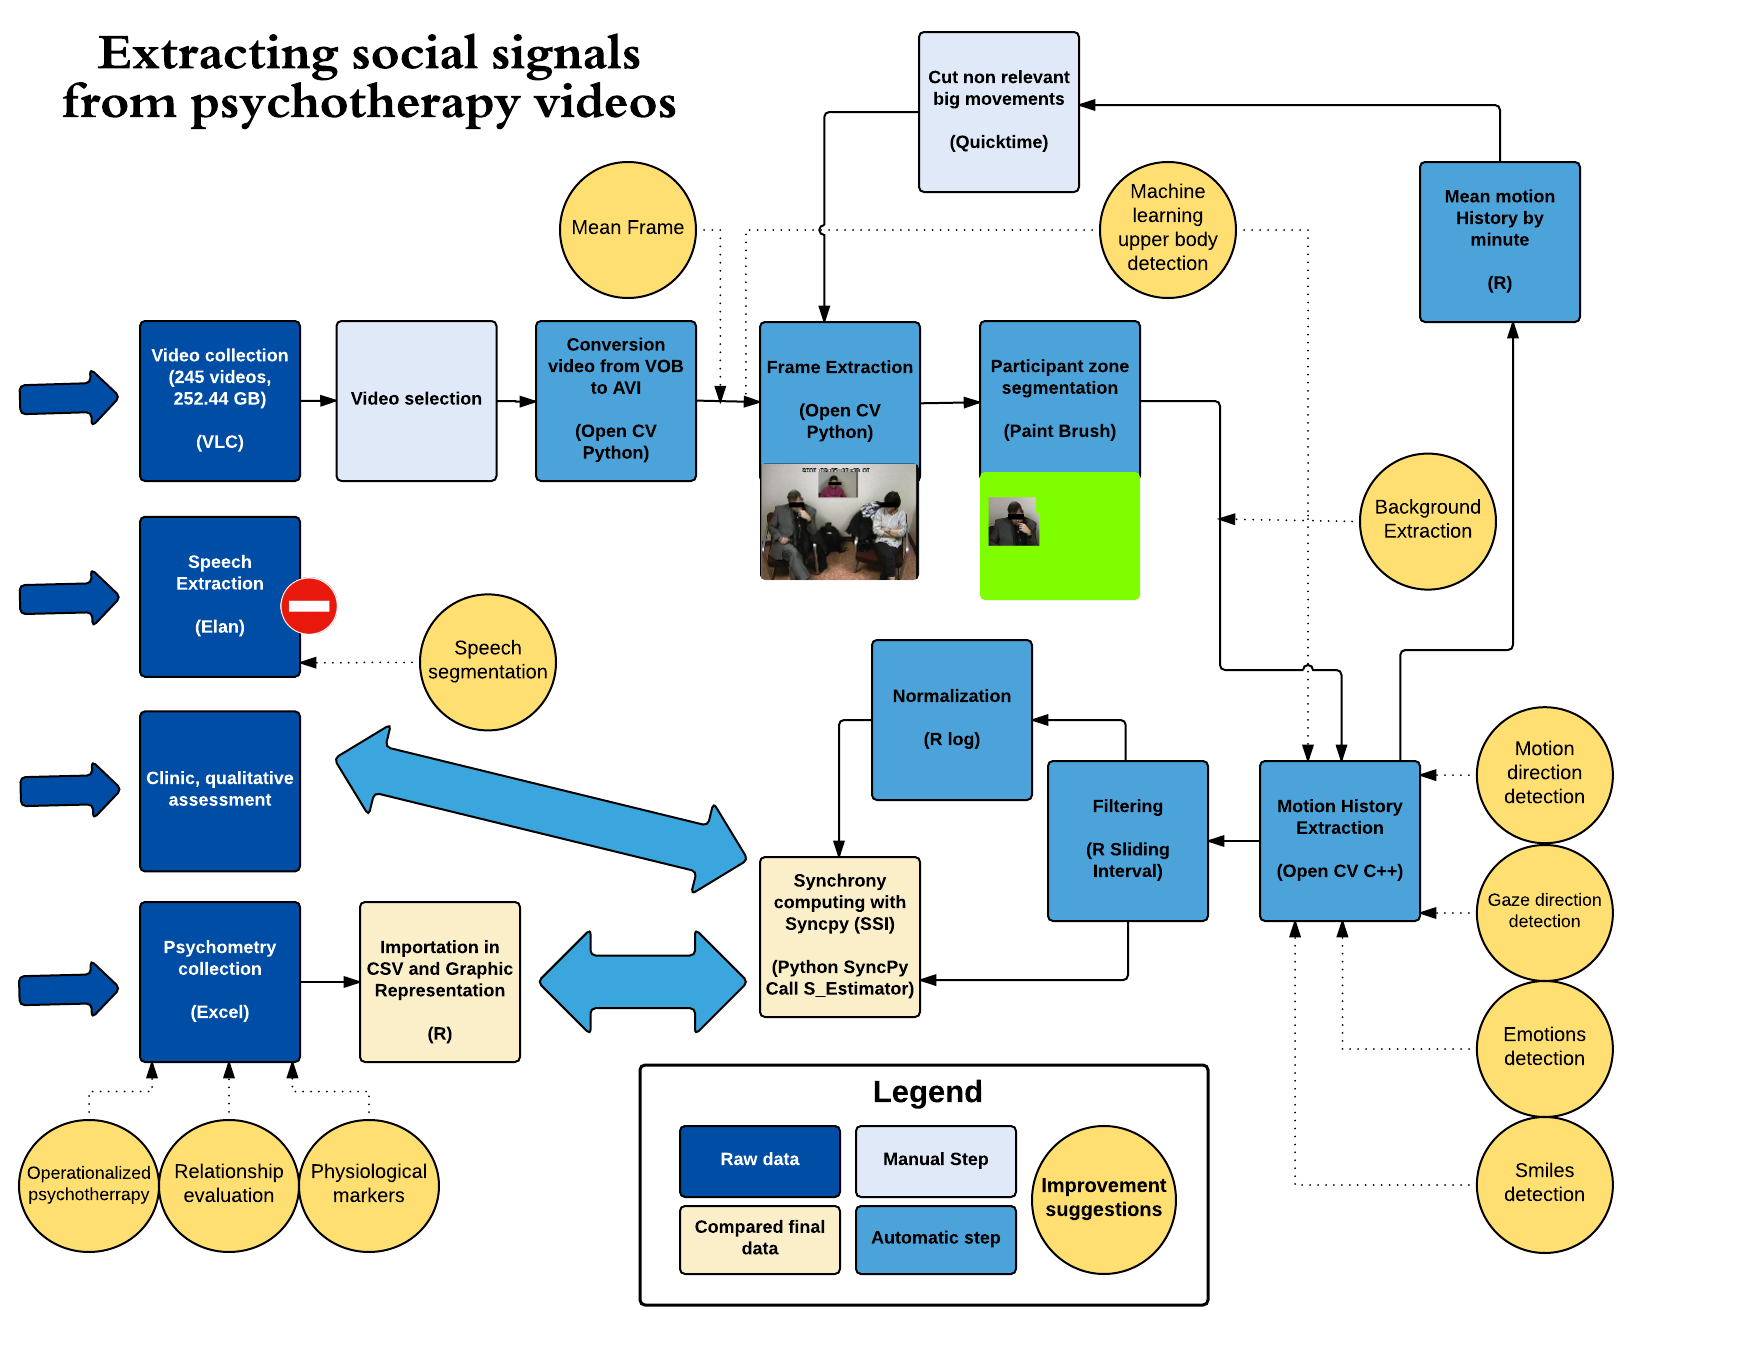 Extracting social signals
from psychotherapy videos
Cut non relevant
big movements
(Quicktime)
Mean Frame
Machine
learning
upper body
detection
Mean motion
History by
minute
(R)
Video collection
(245 videos,
252.44 GB)
(VLC)
Video selection
Conversion
video from VOB
to AVI
(Open CV
Python)
Frame Extraction
(Open CV
Python)
Participant zone
segmentation
(Paint Brush)
Background
Extraction
Speech
Extraction
(Elan)
Speech
segmentation
Normalization
(R log)
Clinic, qualitative
assessment
Filtering
(R Sliding
Interval)
Motion History
Extraction
(Open CV C++)
Motion
direction
detection
Gaze direction
detection
Emotions
detection
Smiles
detection
Psychometry
collection
(Excel)
Importation in
CSV and Graphic
Representation
(R)
Synchrony
computing with
Syncpy (SSI)
(Python SyncPy
Call S_Estimator)
Operationalized
psychotherapy
Relationship
evaluation
Physiological
markers
Legend
Raw data
Manual Step
Compared final
data
Automatic step
Improvement
suggestions